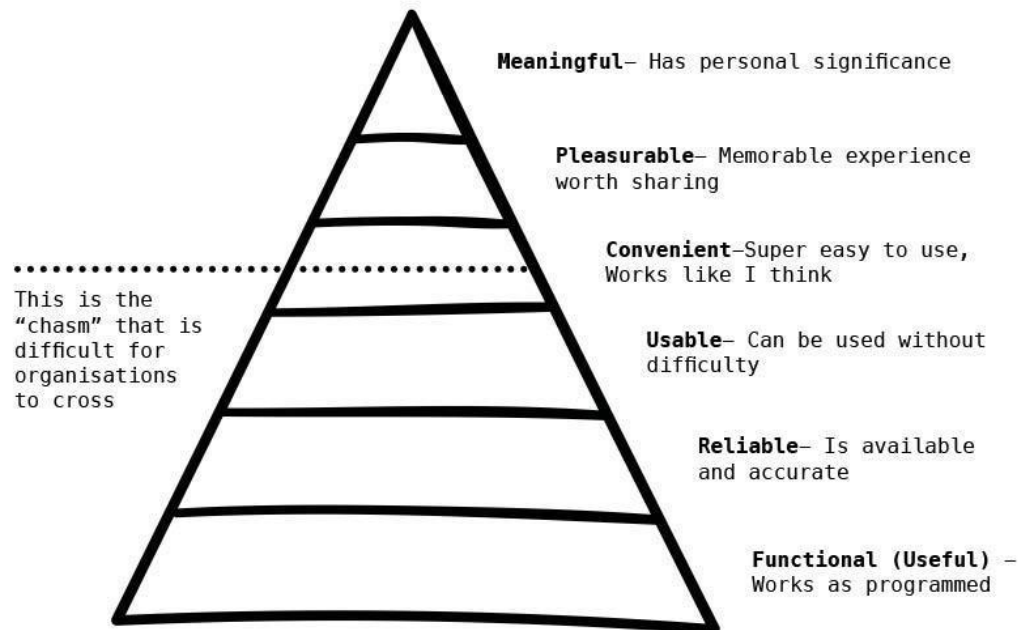 Meaningful– Has personal significance
Pleasurable– Memorable experience
worth sharing
Convenient–Super easy to use,
Works like I think
This is the
“chasm” that is
difficult for
organisations
to cross
Usable– Can be used without
difficulty
Reliable– Is available
and accurate
Functional (Useful) –
Works as programmed